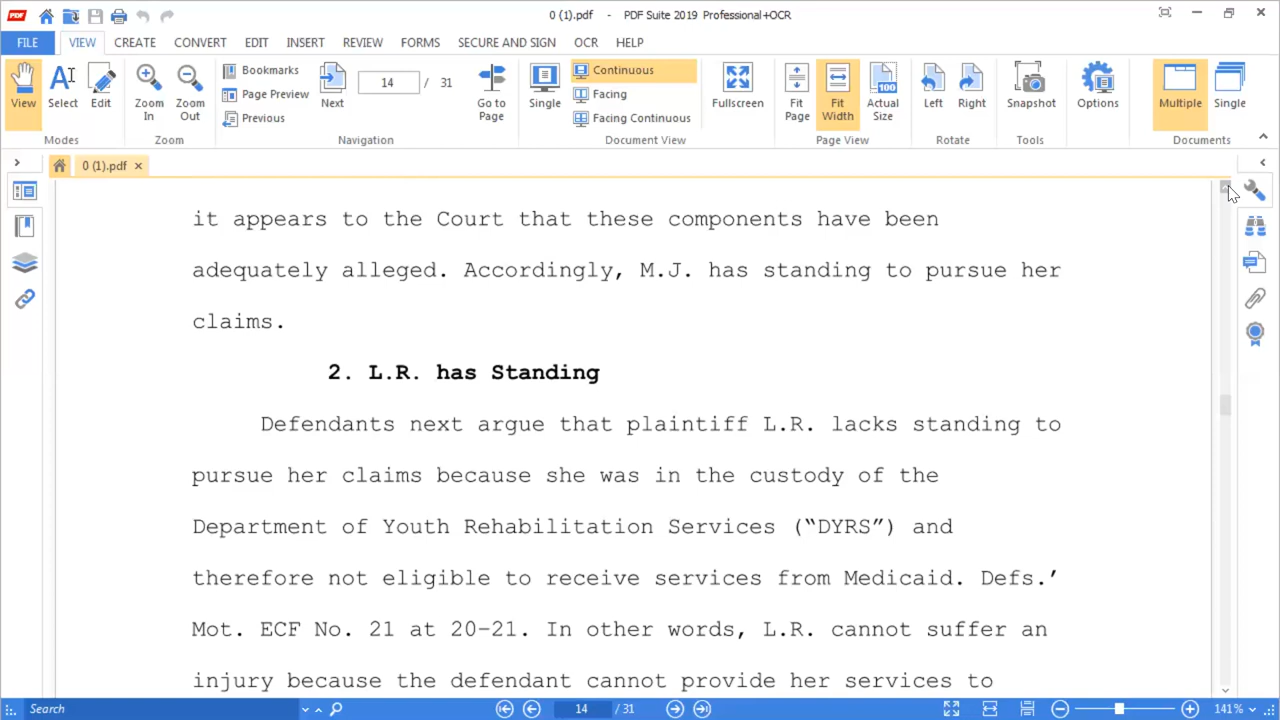 PDF 0 (1).pdf - PDF Suite 2019 Professional+OCR
FILE VIEW CREATE CONVERT EDIT INSERT REVIEW FORMS SECURE AND SIGN OCR HELP
View Select Edit
Modes
Zoom In Zoom Out
Zoom
Bookmarks
Page Preview
Previous
Next 14 / 31 Go to Page
Navigation
Single
Continuous
Facing
Facing Continuous
Document View
Fullscreen
Fit Page Fit Width 100 Actual Size
Page View
Left Right
Rotate
Snapshot
Tools
Options
Multiple Single
Documents
0 (1).pdf
it appears to the Court that these components have been
adequately alleged. Accordingly, M.J. has standing to pursue her
claims.
2. L.R. has Standing
Defendants next argue that plaintiff L.R. lacks standing to
pursue her claims because she was in the custody of the
Department of Youth Rehabilitation Services (“DYRS”) and
therefore not eligible to receive services from Medicaid. Defs.’
Mot. ECF No. 21 at 20–21. In other words, L.R. cannot suffer an
injury because the defendant cannot provide her services to
Search 14 / 31 141%